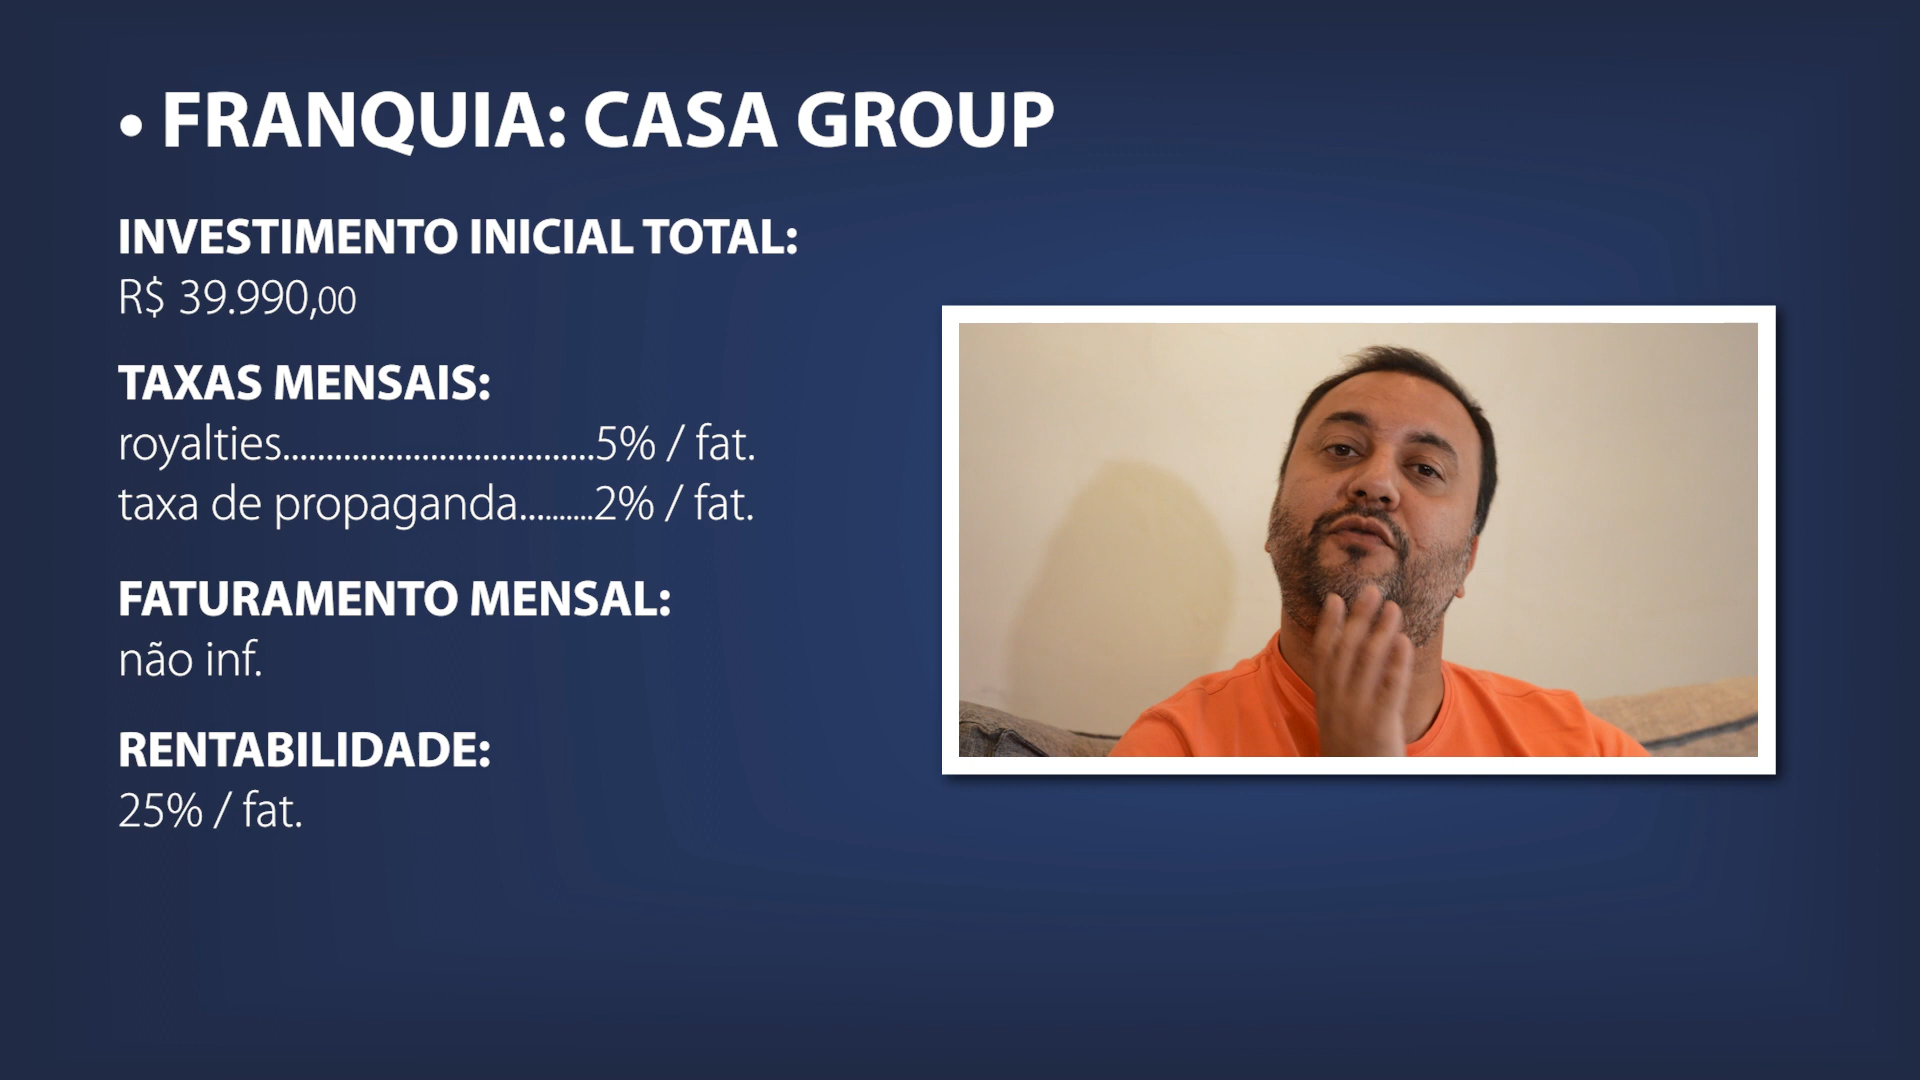 • FRANQUIA: CASA GROUP
INVESTIMENTO INICIAL TOTAL:
R$ 39.990,00
TAXAS MENSAIS:
royalties....................................5% / fat.
taxa de propaganda..........2% / fat.
FATURAMENTO MENSAL:
não inf.
RENTABILIDADE:
25% / fat.